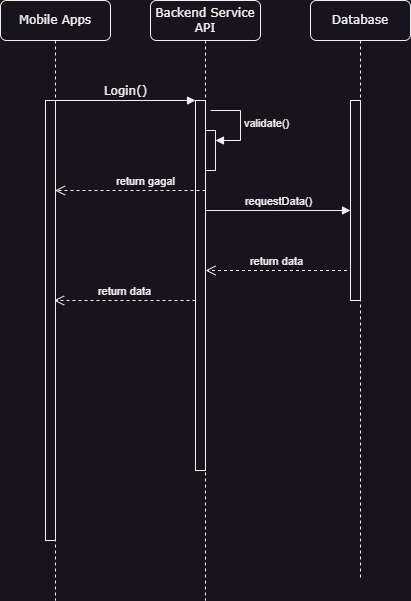 Mobile Apps
Backend Service
API
Database
Login()
validate()
return gagal
requestData()
return data
return data